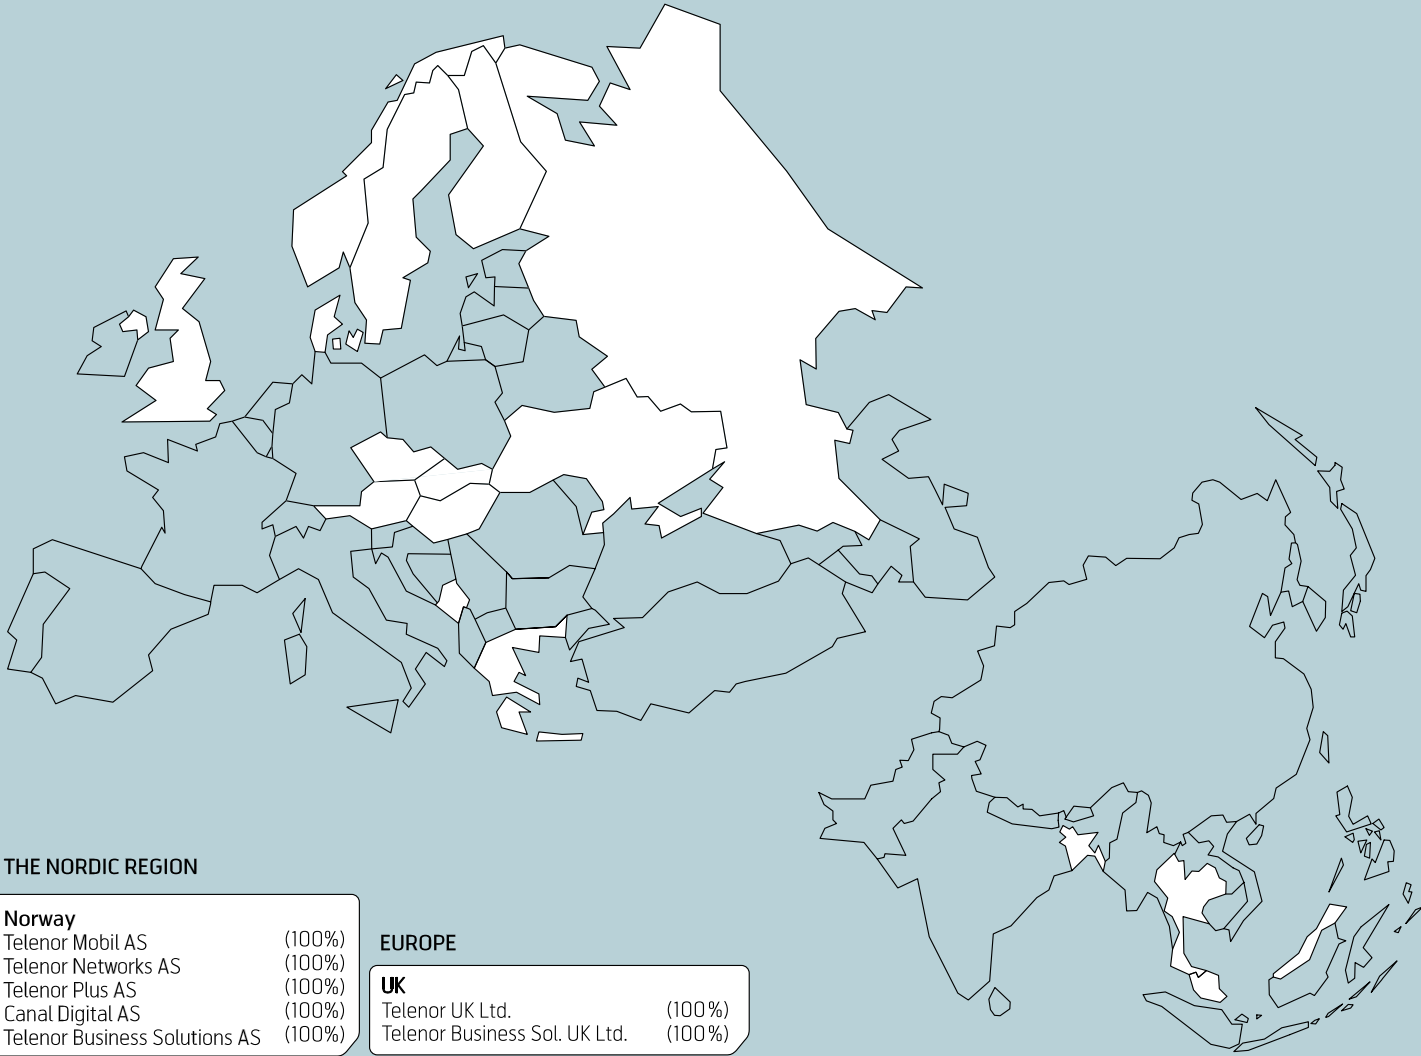 THE NORDIC REGION
Norway
Telenor Mobil AS (100%)
Telenor Networks AS (100%)
Telenor Plus AS (100%)
Canal Digital AS (100%)
Telenor Business Solutions AS (100%)
EUROPE
UK
Telenor UK Ltd. (100%)
Telenor Business Sol. UK Ltd. (100%)